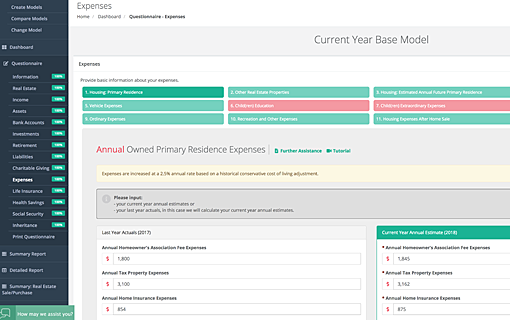 Create Models
Compare Models
Change Model
Dashboard
Questionnaire
Information 100%
Real Estate 100%
Income 100%
Assets 100%
Bank Accounts 100%
Investments 100%
Retirement 100%
Liabilities 100%
Charitable Giving 100%
Expenses 100%
Life Insurance 100%
Health Savings 100%
Social Security 100%
Inheritance 100%
Print Questionnaire
Summary Report
Detailed Report
Summary: Real Estate
Sale/Purchase
How may we assist you?
Expenses
Home / Dashboard / Questionnaire - Expenses
Current Year Base Model
Expenses
Provide basic information about your expenses.
1. Housing: Primary Residence
2. Other Real Estate Properties
3. Housing: Estimated Annual Future Primary Residence
5. Vehicle Expenses
6. Child(ren) Education
7. Child(ren) Extraordinary Expenses
9. Ordinary Expenses
10. Recreation and Other Expenses
11. Housing Expenses After Home Sale
Annual Owned Primary Residence Expenses
Further Assistance
Tutorial
Expenses are increased at a 2.5% annual rate based on a historical conservative cost of living adjustment.
Please input:
- your current year annual estimates or
- your last year actuals, in this case we will calculate your current year annual estimates.
Last Year Actuals (2017)
Annual Homeowner's Association Fee Expenses
$ 1,800
Annual Tax Property Expenses
$ 3,100
Annual Home Insurance Expenses
$ 854
Current Year Annual Estimate (2018)
* Annual Homeowner's Association Fee Expenses
$ 1,845
* Annual Tax Property Expenses
$ 3,162
* Annual Home Insurance Expenses
$ 875